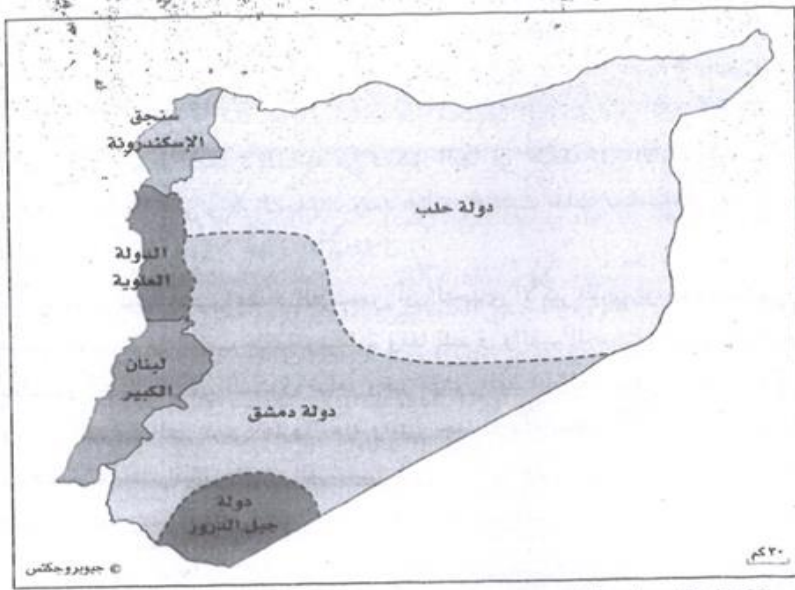 سنجق
الإسكندرونة
دولة حلب
الدولة
العلوية
لبنان
الكبير
دولة دمشق
دولة
جبل الدروز
© جيوبروجكتس
٣٠ كم